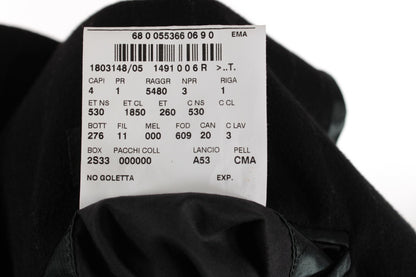 68 0 055366 06 9 0 EMA
1803148/05 1491 0 0 6 R >..T.
CAPI PR RAGGR NPR RIGA
4 1 5480 3 1
ET NS ET CL ET C NS C CL
530 1850 260 530
BOTT FIL MEL FOD CAN C LAV
276 11 000 609 20 3
BOX PACCHI COLL LANCIO PELL
2S33 000000 A53 CMA
NO GOLETTA EXP.